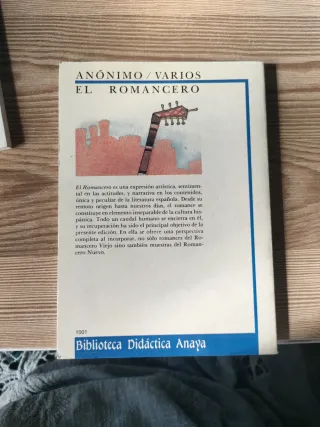 ANÓNIMO / VARIOS
EL ROMANCERO
El Romancero es una expresión artística, sentimen-
tal en las actitudes, y narrativa en los contenidos,
única y peculiar de la literatura española. Desde su
remoto origen hasta nuestros días, el romance se
constituye en elemento inseparable de la cultura his-
pánica. Todo un caudal humano se encierra en él,
y su recuperación ha sido el principal objetivo de la
presente edición. En ella se ofrece una perspectiva
completa al incorporar, no sólo romances del Ro-
mancero Viejo sino también muestras del Roman-
cero Nuevo.
Biblioteca Didáctica Anaya